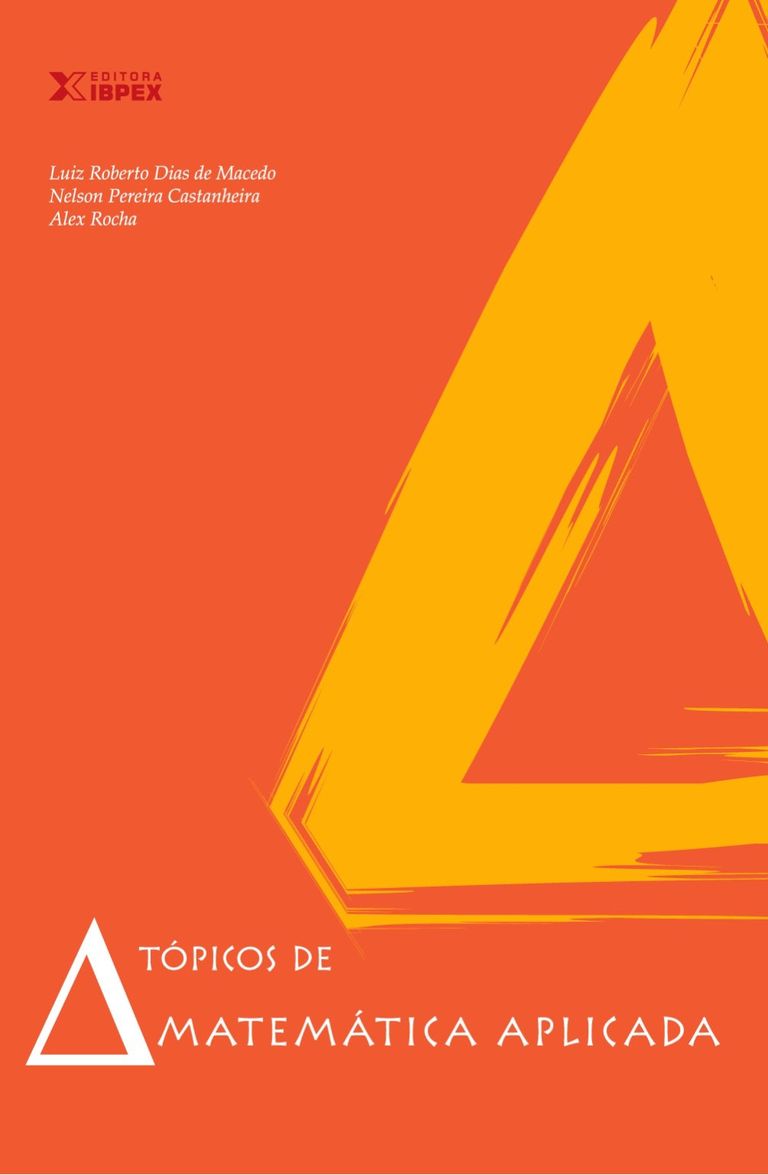 EDITORA
IBPEX
Luiz Roberto Dias de Macedo
Nelson Pereira Castanheira
Alex Rocha
TÓPICOS DE
MATEMÁTICA APLICADA